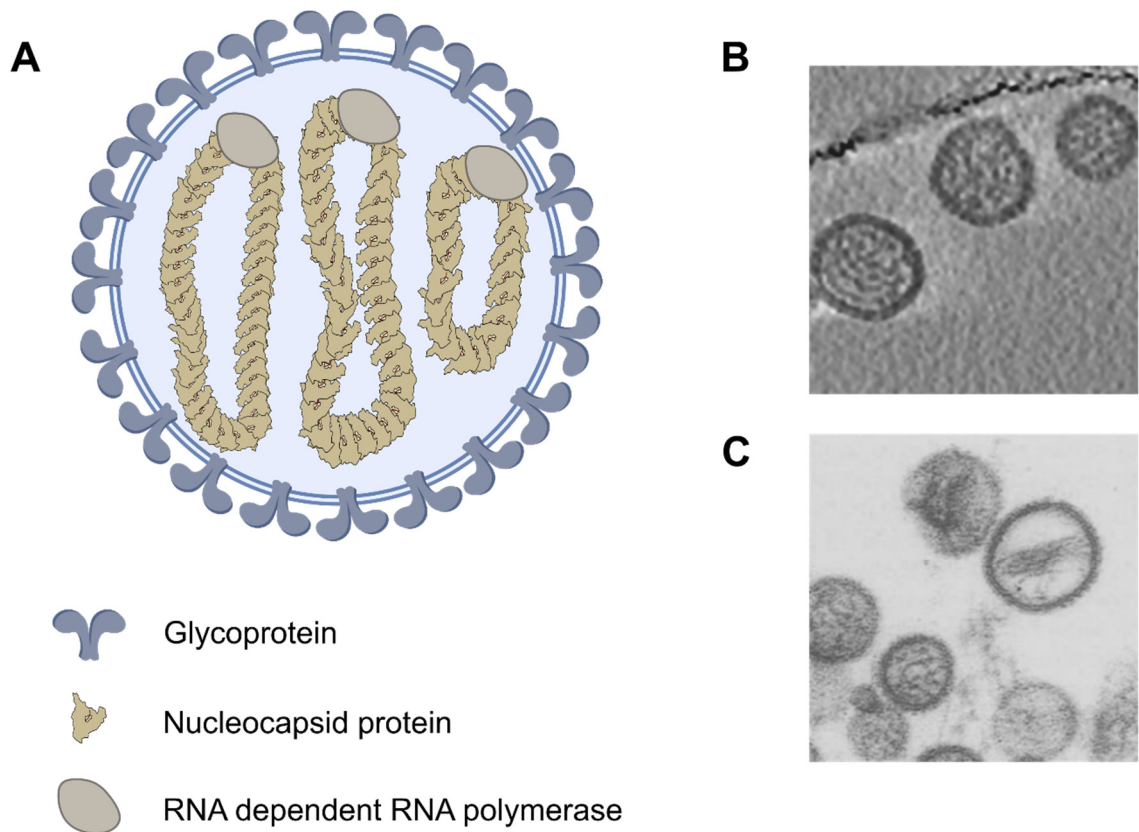 A
B
C
Glycoprotein
Nucleocapsid protein
RNA dependent RNA polymerase